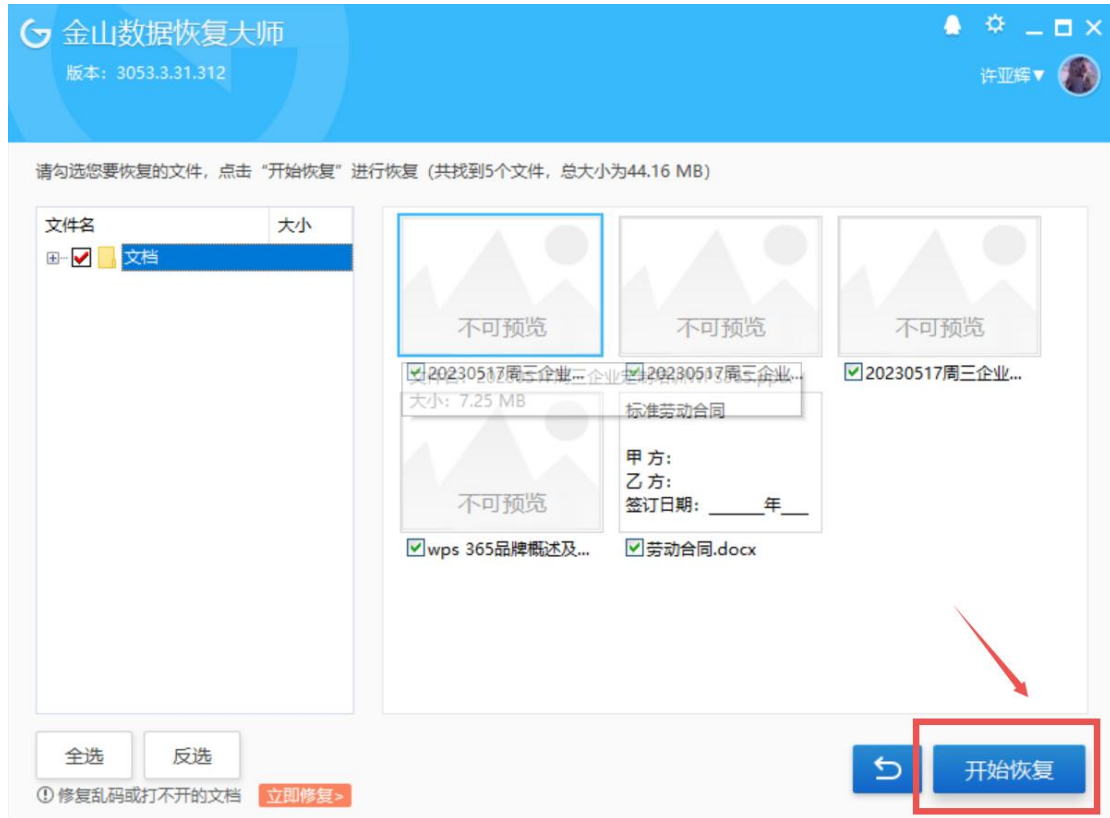 金山数据恢复大师
版本：3053.3.31.312
许亚辉▼
请勾选您要恢复的文件，点击“开始恢复”进行恢复（共找到5个文件，总大小为44.16 MB）
文件名
大小
文档
不可预览
不可预览
不可预览
20230517周三企业...
20230517周三企业...
20230517周三企业...
大小：7.25 MB
标准劳动合同
甲 方：
乙 方：
签订日期：______年___
不可预览
wps 365品牌概述及...
劳动合同.docx
全选
反选
开始恢复
修复乱码或打不开的文档
立即修复>